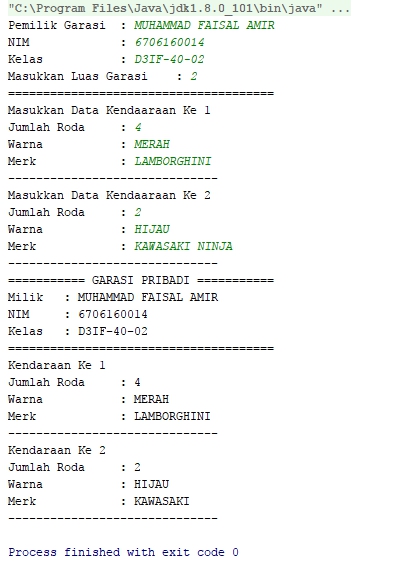 "C:\Program Files\Java\jdk1.8.0_101\bin\java" ...
Pemilik Garasi  : MUHAMMAD FAISAL AMIR
NIM             : 6706160014
Kelas           : D3IF-40-02
Masukkan Luas Garasi    : 2
======================================
Masukkan Data Kendaaraan Ke 1
Jumlah Roda     : 4
Warna           : MERAH
Merk            : LAMBORGHINI
------------------------------
Masukkan Data Kendaaraan Ke 2
Jumlah Roda     : 2
Warna           : HIJAU
Merk            : KAWASAKI NINJA
------------------------------
=========== GARASI PRIBADI ===========
Milik   : MUHAMMAD FAISAL AMIR
NIM     : 6706160014
Kelas   : D3IF-40-02
======================================
Kendaraan Ke 1
Jumlah Roda     : 4
Warna           : MERAH
Merk            : LAMBORGHINI
------------------------------
Kendaraan Ke 2
Jumlah Roda     : 2
Warna           : HIJAU
Merk            : KAWASAKI
------------------------------
Process finished with exit code 0